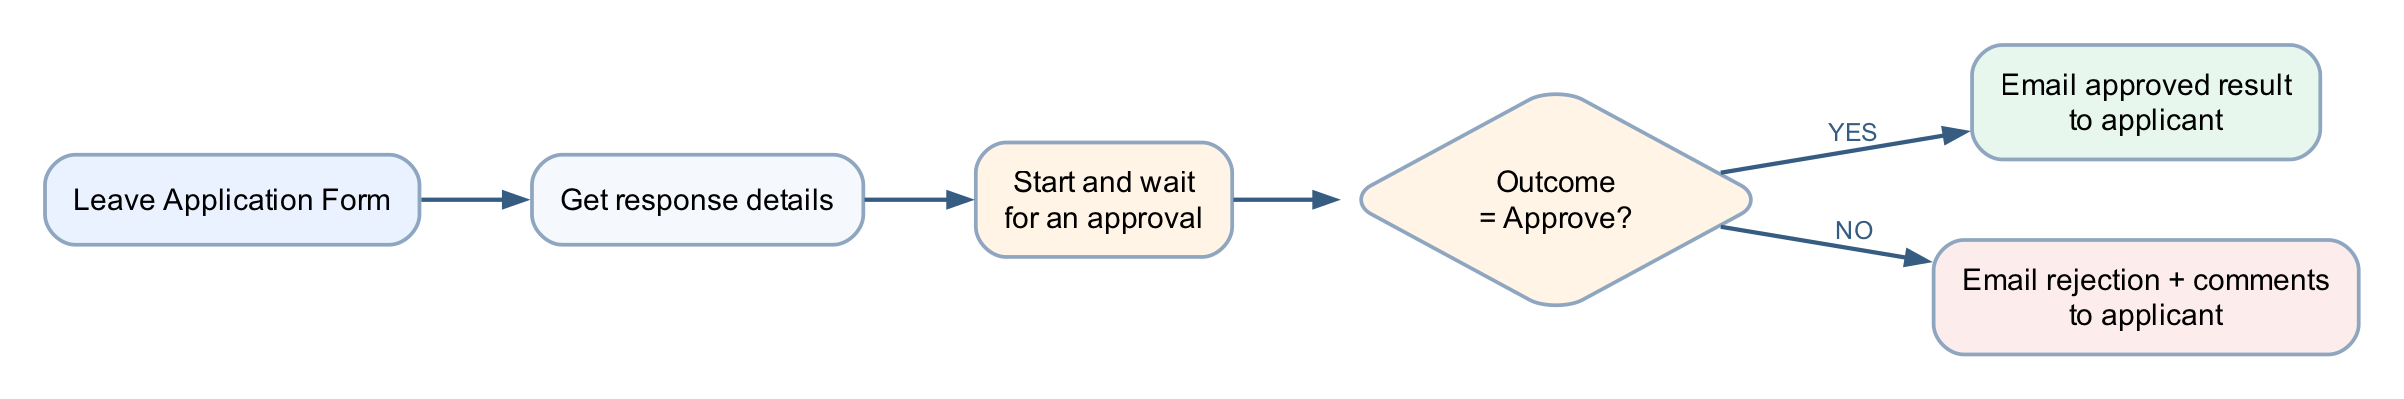 Leave Application Form
Get response details
Start and wait
for an approval
Outcome
= Approve?
YES
Email approved result
to applicant
NO
Email rejection + comments
to applicant